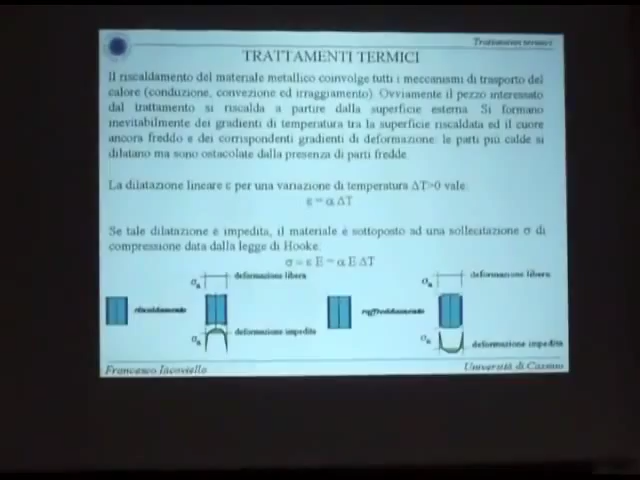 Trattamenti termici
TRATTAMENTI TERMICI
Il riscaldamento del materiale metallico coinvolge tutti i meccanismi di trasporto del
calore (conduzione, convezione ed irraggiamento). Ovviamente il pezzo interessato
dal trattamento si riscalda a partire dalla superficie esterna. Si formano
inevitabilmente dei gradienti di temperatura tra la superficie riscaldata ed il cuore
ancora freddo e dei corrispondenti gradienti di deformazione: le parti più calde si
dilatano ma sono ostacolate dalla presenza di parti fredde.
La dilatazione lineare ε per una variazione di temperatura ΔT>0 vale:
ε = α ΔT
Se tale dilatazione è impedita, il materiale è sottoposto ad una sollecitazione σ di
compressione data dalla legge di Hooke:
σ = ε E = α E ΔT
σa deformazione libera σa deformazione libera
riscaldamento raffreddamento
σa deformazione impedita σa deformazione impedita
Francesco Iacoviello Università di Cassino